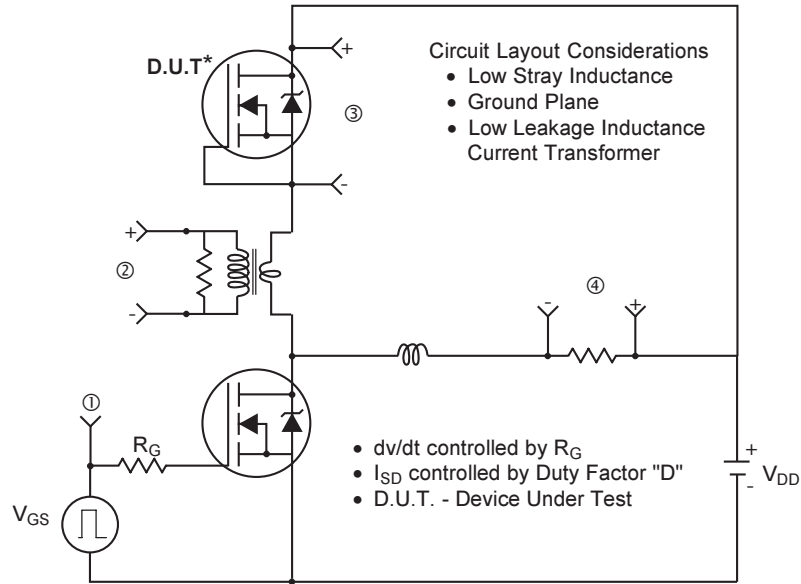 D.U.T*
+
Circuit Layout Considerations
• Low Stray Inductance
• Ground Plane
• Low Leakage Inductance
Current Transformer
③
-
+
②
-
④
-
+
①
R_G
V_GS
• dv/dt controlled by R_G
• I_SD controlled by Duty Factor "D"
• D.U.T. - Device Under Test
+
-
V_DD